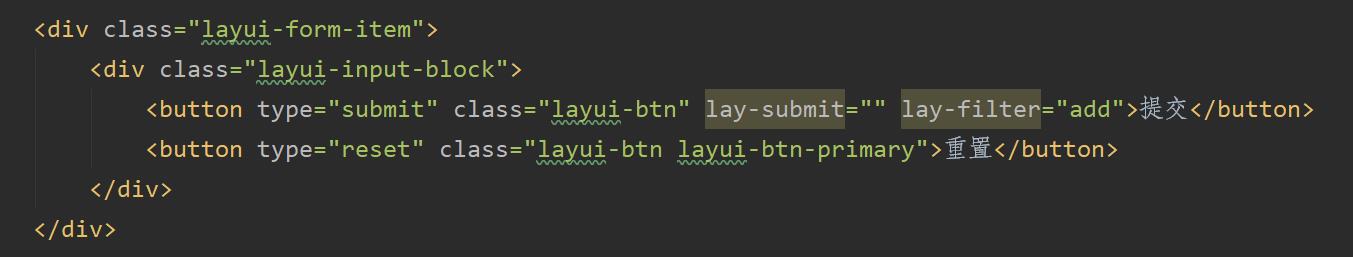 <div class="layui-form-item">
<div class="layui-input-block">
<button type="submit" class="layui-btn" lay-submit="" lay-filter="add">提交</button>
<button type="reset" class="layui-btn layui-btn-primary">重置</button>
</div>
</div>